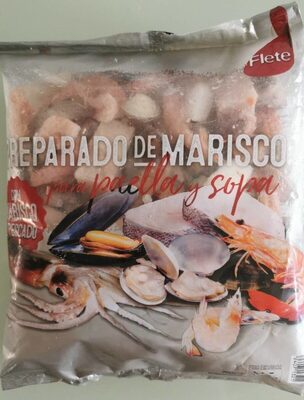 Flete
REPARADO DE MARISCO
para paella y sopa